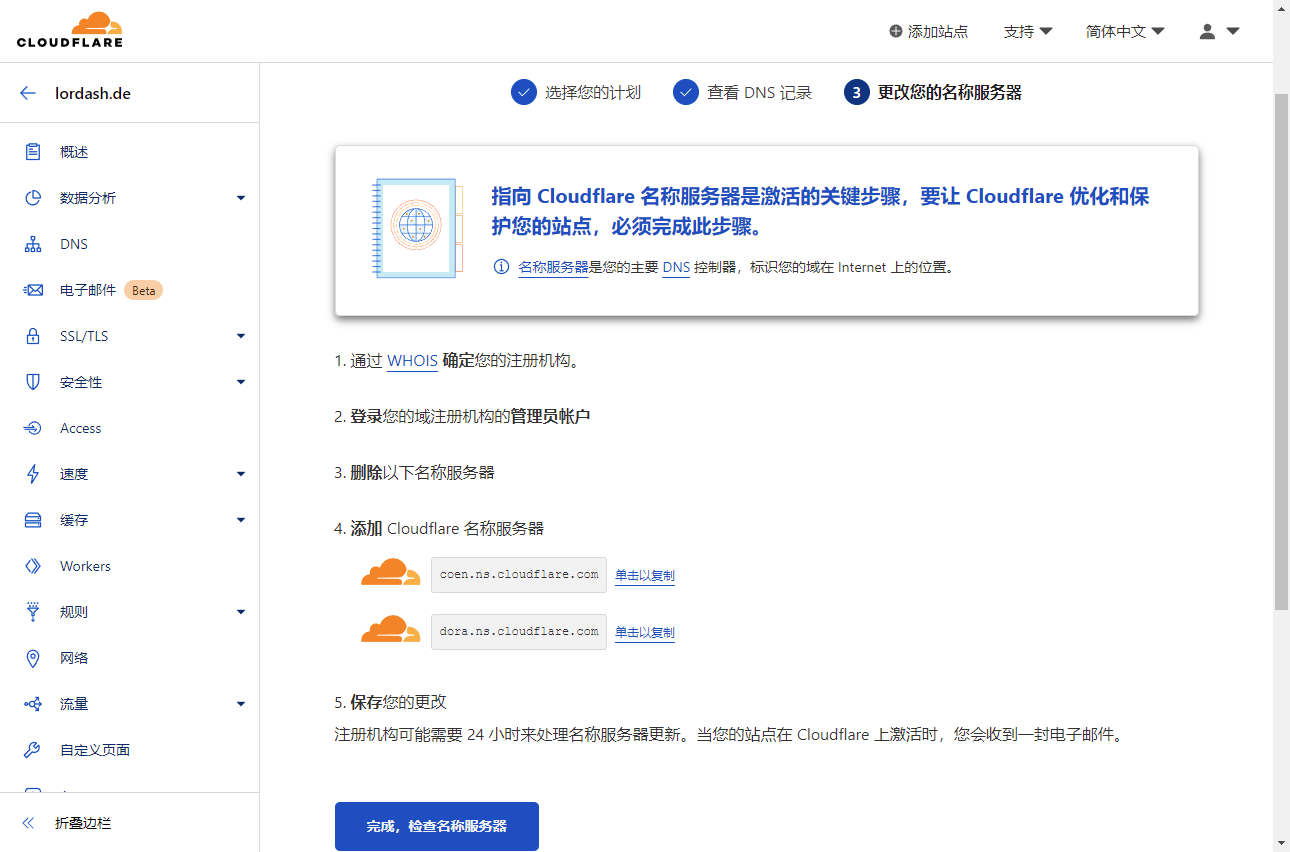 CLOUDFLARE
添加站点
支持
简体中文
lordash.de
选择您的计划
查看 DNS 记录
3 更改您的名称服务器
概述
数据分析
DNS
电子邮件 Beta
SSL/TLS
安全性
Access
速度
缓存
Workers
规则
网络
流量
自定义页面
折叠边栏
指向 Cloudflare 名称服务器是激活的关键步骤，要让 Cloudflare 优化和保
护您的站点，必须完成此步骤。
名称服务器是您的主要 DNS 控制器，标识您的域在 Internet 上的位置。
1. 通过 WHOIS 确定您的注册机构。
2. 登录您的域注册机构的管理员帐户
3. 删除以下名称服务器
4. 添加 Cloudflare 名称服务器
coen.ns.cloudflare.com 单击以复制
dora.ns.cloudflare.com 单击以复制
5. 保存您的更改
注册机构可能需要 24 小时来处理名称服务器更新。当您的站点在 Cloudflare 上激活时，您会收到一封电子邮件。
完成，检查名称服务器